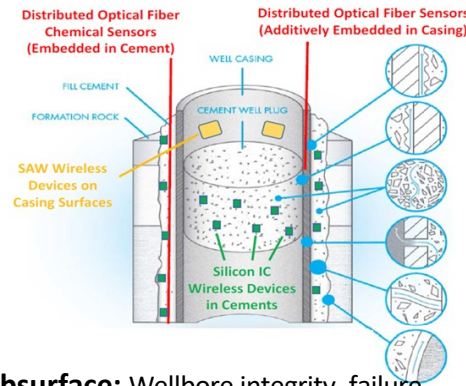 Distributed Optical Fiber
Chemical Sensors
(Embedded in Cement)
Distributed Optical Fiber Sensors
(Additively Embedded in Casing)
WELL CASING
FILL CEMENT
CEMENT WELL PLUG
FORMATION ROCK
SAW Wireless
Devices on
Casing Surfaces
Silicon IC
Wireless Devices
in Cements
bsurface: Wellbore integrity, failure